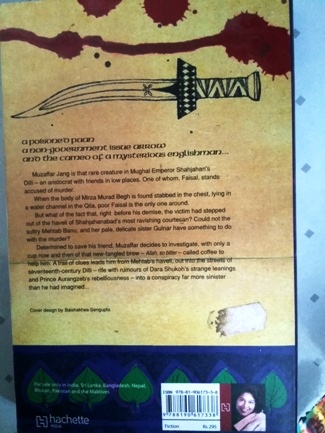 a poisoned paan
a non-government issue arrow
and the cameo of a mysterious englishman...
Muzaffar Jang is that rare creature in Mughal Emperor Shahjahan's
Dilli – an aristocrat with friends in low places. One of whom, Faisal, stands
accused of murder.
When the body of Mirza Murad Begh is found stabbed in the chest, lying in
a water channel in the Qila, poor Faisal is the only one around.
But what of the fact that, right before his demise, the victim had stepped
out of the haveli of Shahjahanabad's most ravishing courtesan? Could not the
sultry Mehtab Banu, and her pale, delicate sister Gulnar have something to do
with the murder?
Determined to save his friend, Muzaffar decides to investigate, with only a
cup now and then of that new-fangled brew – Allah, so bitter – called coffee to
help him. A trail of clues leads him from Mehtab's haveli, out into the streets of
seventeenth-century Dilli - rife with rumours of Dara Shukoh's strange leanings
and Prince Aurangzeb's rebelliousness – into a conspiracy far more sinister
than he had imagined...
Cover design by Baishakhee Sengupta
For sale only in India, Sri Lanka, Bangladesh, Nepal,
Bhutan, Pakistan and the Maldives
hachette
INDIA
ISBN 978-81-906173-3-8
9 788190 617338
Fiction
Rs 295